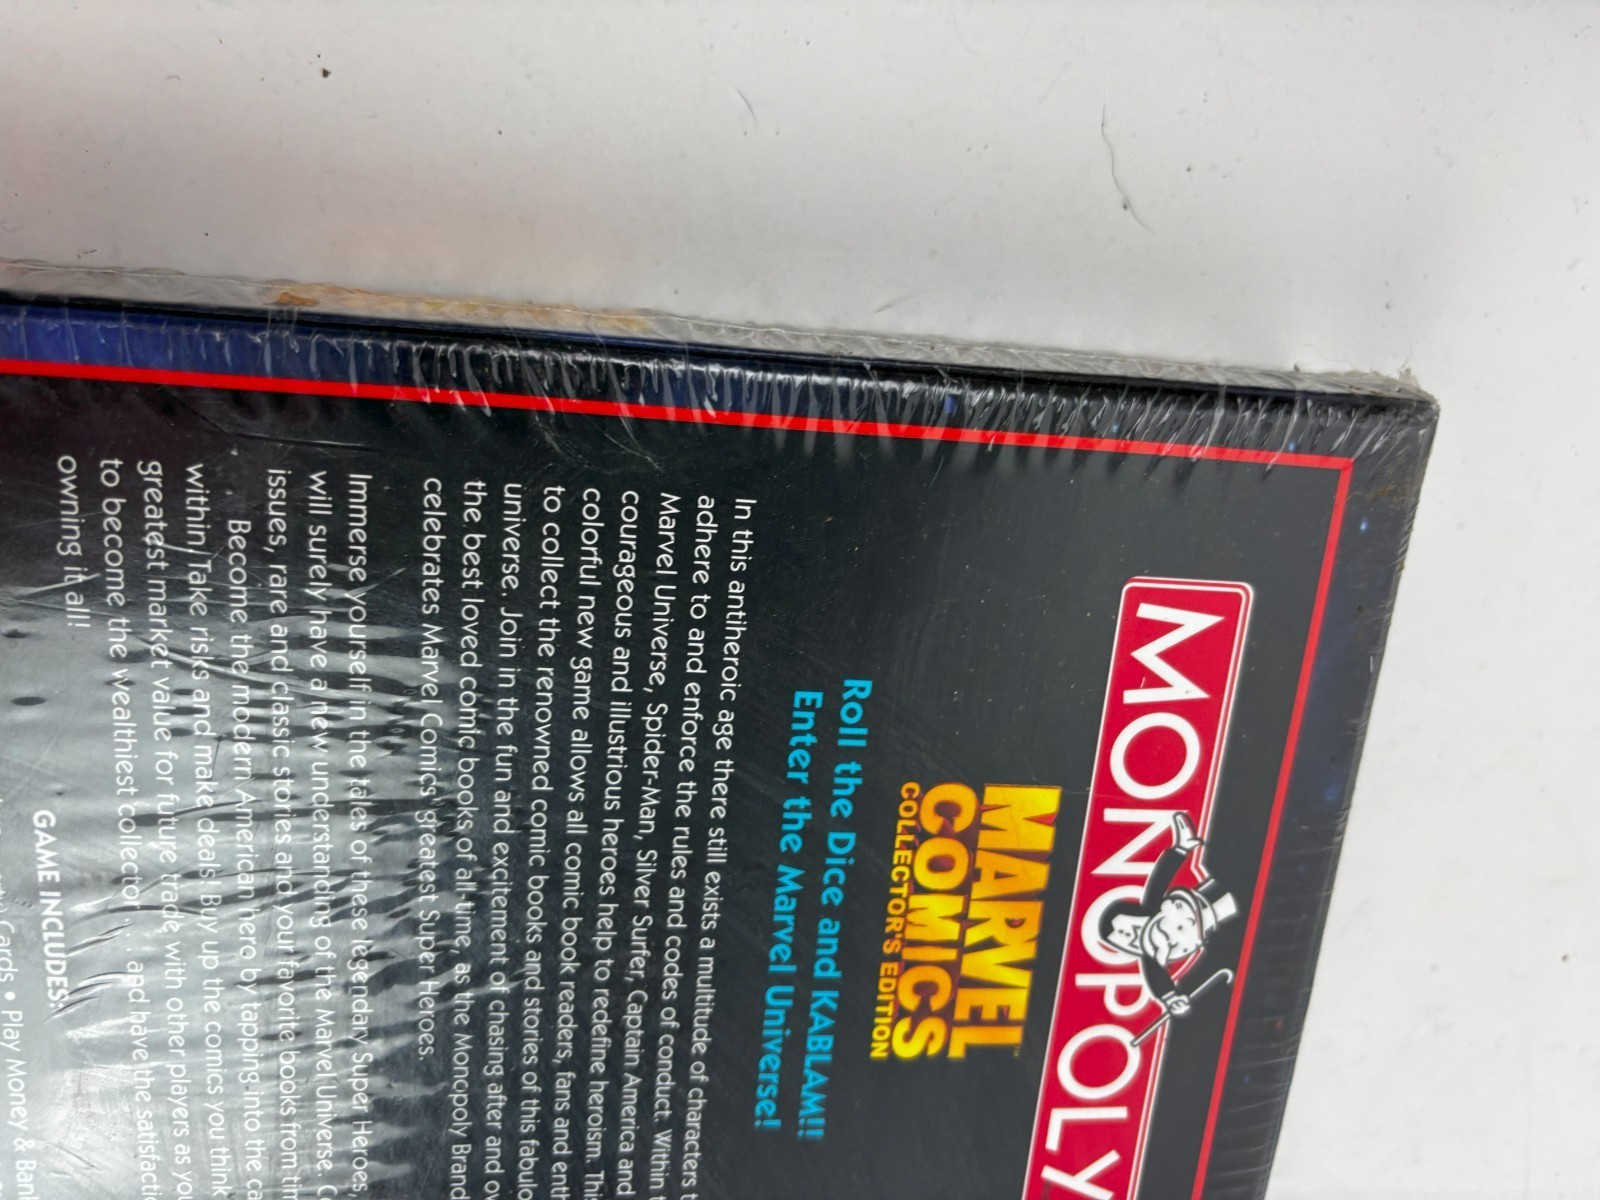 MONOPOLY
MARVEL
COMICS
COLLECTOR'S EDITION
Roll the Dice and KABLAM!!
Enter the Marvel Universe!
In this antiheroic age there still exists a multitude of characters
adhere to and enforce the rules and codes of conduct. Within
Marvel Universe, Spider-Man, Silver Surfer, Captain America and
courageous and illustrious heroes help to redefine heroism.
colorful new game allows all comic book readers, fans and
to collect the renowned comic books and stories of this
universe. Join in the fun and excitement of chasing after and
the best loved comic books of all-time, as the Monopoly Brand
celebrates Marvel Comics' greatest Super Heroes.
Immerse yourself in the tales of these legendary Super Heroes,
will surely have a new understanding of the Marvel Universe.
issues, rare and classic stories and your favorite books from
Become the modern American hero by tapping into the
within. Take risks and make deals! Buy up the comics you think
greatest market value for future trade with other players as
to become the wealthiest collector . . . and have the
owning it all!
GAME INCLUDES:
Cards • Play Money &